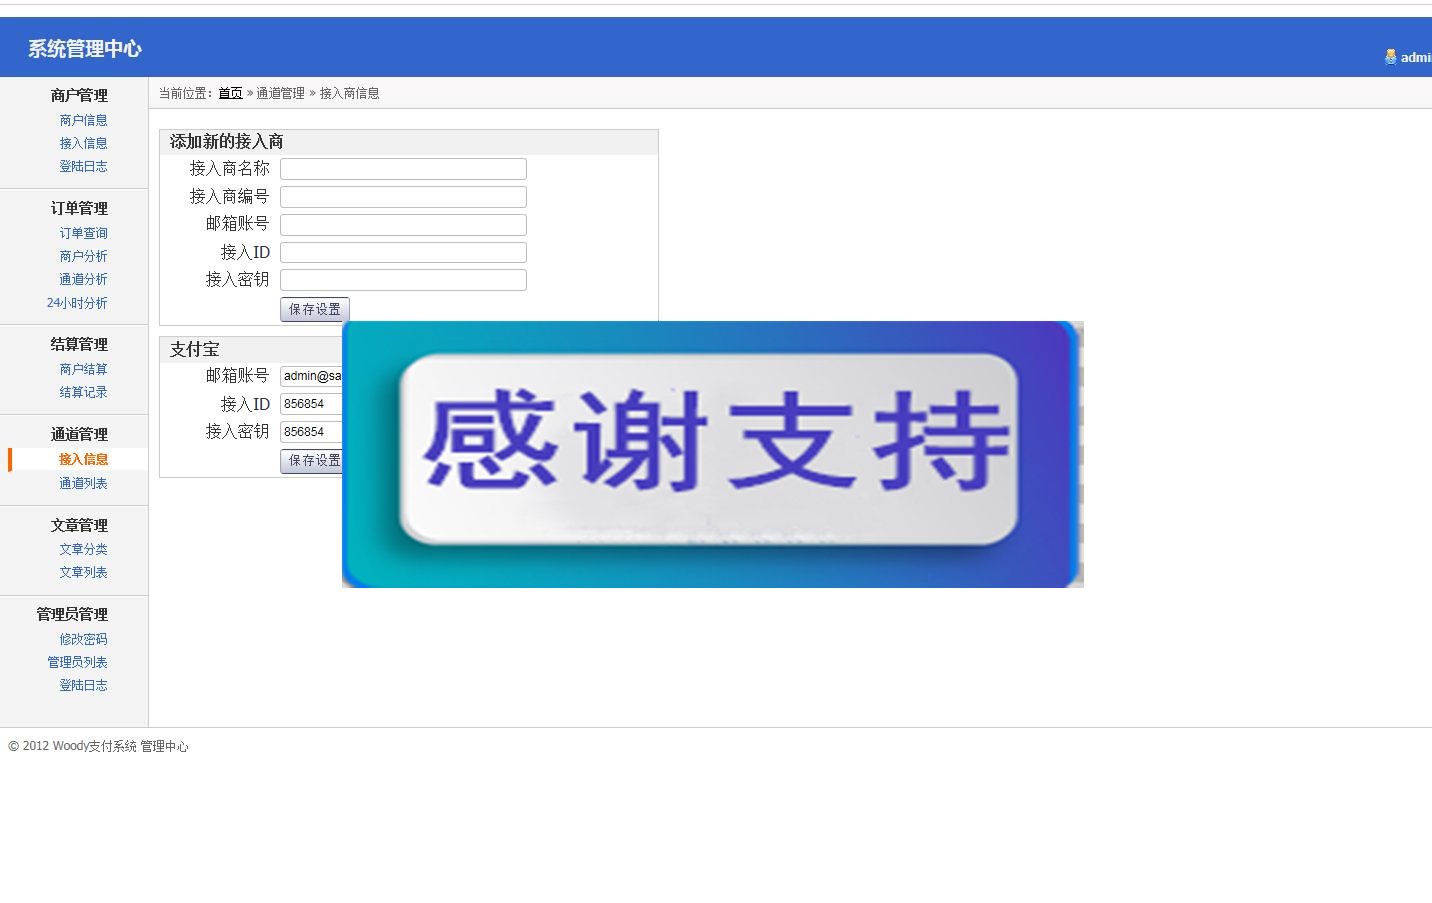 系统管理中心
admi
商户管理
商户信息
接入信息
登陆日志
订单管理
订单查询
商户分析
通道分析
24小时分析
结算管理
商户结算
结算记录
通道管理
接入信息
通道列表
文章管理
文章分类
文章列表
管理员管理
修改密码
管理员列表
登陆日志
当前位置：首页 » 通道管理 » 接入商信息
添加新的接入商
接入商名称
接入商编号
邮箱账号
接入ID
接入密钥
保存设置
支付宝
邮箱账号 admin@sa
接入ID 856854
接入密钥 856854
保存设置
感谢支持
© 2012 Woody支付系统 管理中心